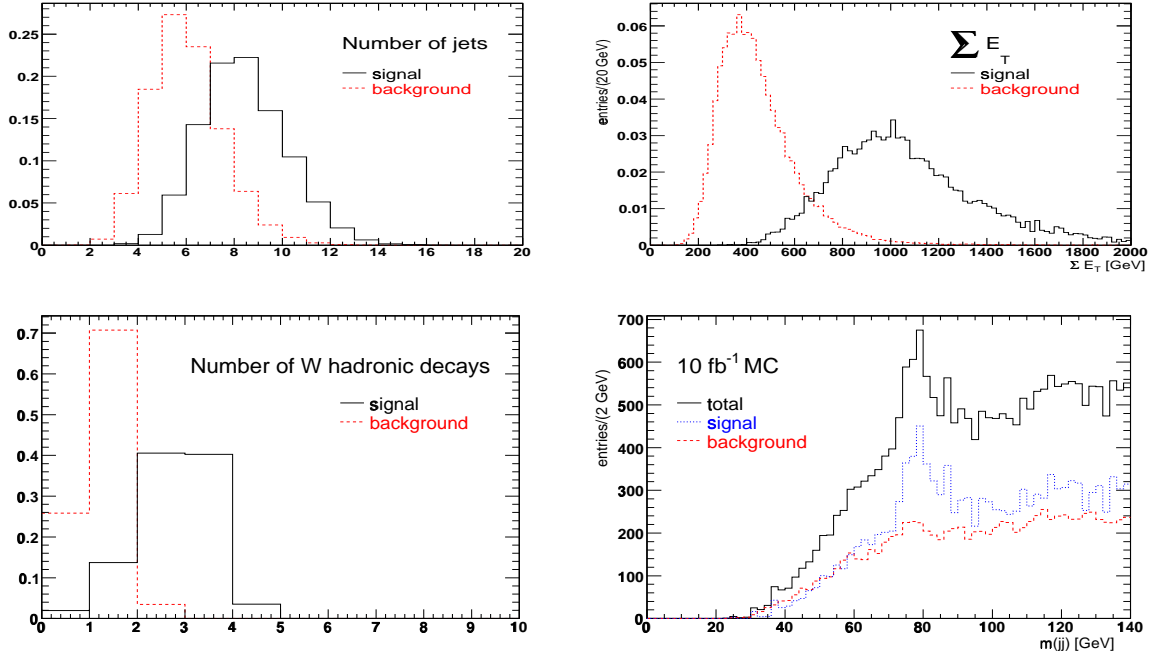 Number of jets
signal
background
0.25
0.2
0.15
0.1
0.05
0
0 2 4 6 8 10 12 14 16 18 20
∑ E_T
signal
background
entries/(20 GeV)
0.06
0.05
0.04
0.03
0.02
0.01
0
0 200 400 600 800 1000 1200 1400 1600 1800 2000
Σ E_T [GeV]
Number of W hadronic decays
signal
background
0.7
0.6
0.5
0.4
0.3
0.2
0.1
0
0 1 2 3 4 5 6 7 8 9 10
10 fb⁻¹ MC
total
signal
background
entries/(2 GeV)
700
600
500
400
300
200
100
0
0 20 40 60 80 100 120 140
m(jj) [GeV]